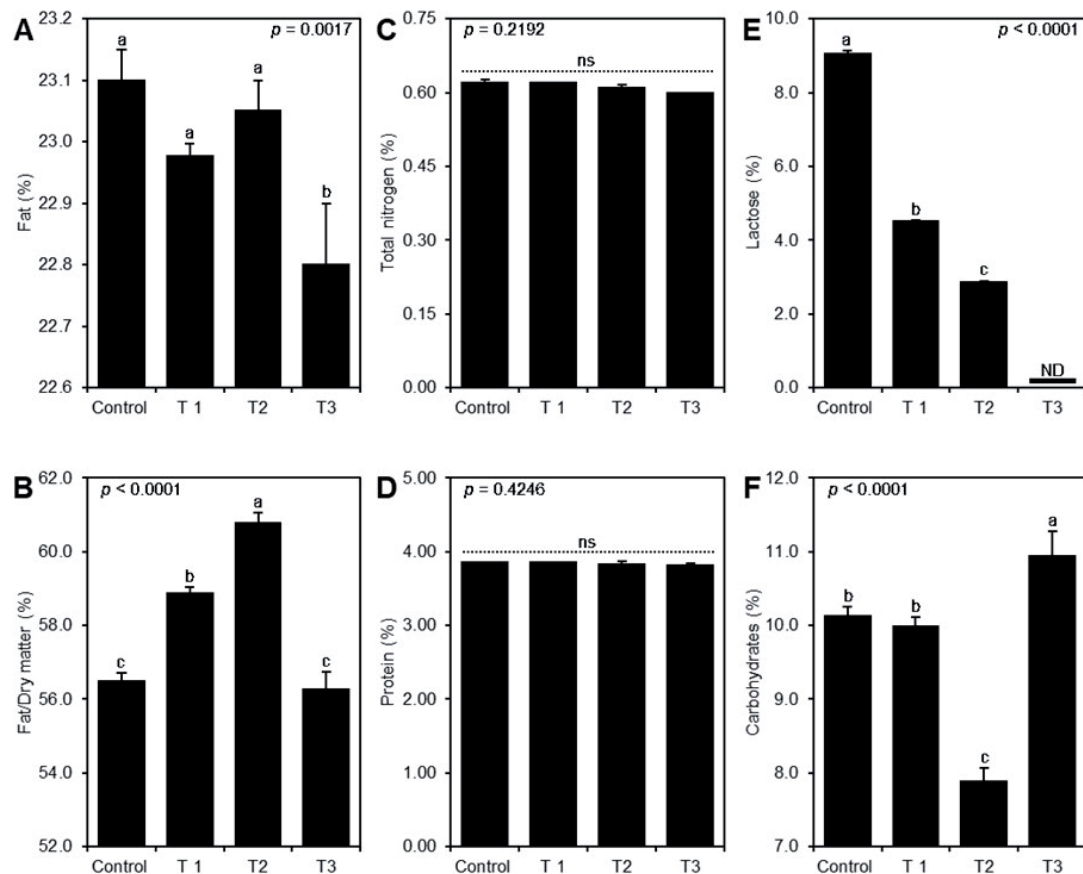 A
p = 0.0017
23.2
23.1
23.0
22.9
22.8
22.7
22.6
Fat (%)
a
a
a
b
Control T 1 T2 T3
C
p = 0.2192
0.75
0.60
0.45
0.30
0.15
0.00
Total nitrogen (%)
ns
Control T 1 T2 T3
E
p < 0.0001
10.0
8.0
6.0
4.0
2.0
0.0
Lactose (%)
a
b
c
ND
Control T 1 T2 T3
B
p < 0.0001
62.0
60.0
58.0
56.0
54.0
52.0
Fat/Dry matter (%)
c
b
a
c
Control T 1 T2 T3
D
p = 0.4246
5.00
4.00
3.00
2.00
1.00
0.00
Protein (%)
ns
Control T 1 T2 T3
F
p < 0.0001
12.0
11.0
10.0
9.0
8.0
7.0
Carbohydrates (%)
b
b
c
a
Control T 1 T2 T3